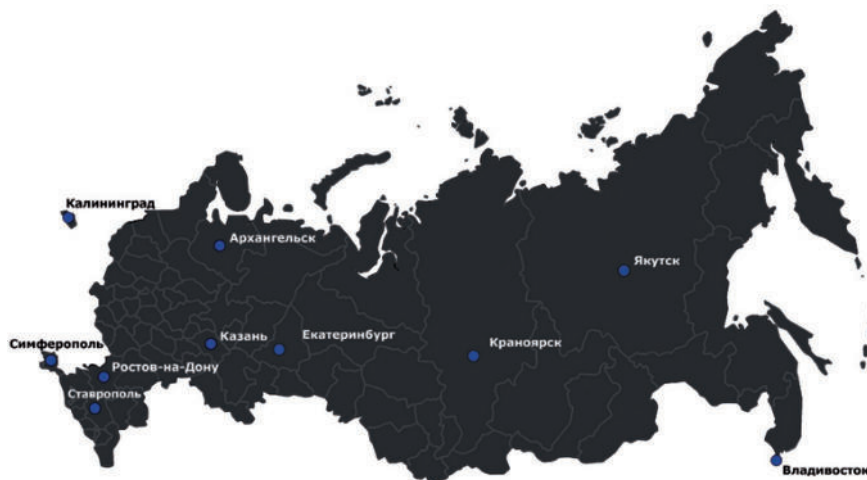 Калининград
Архангельск
Якутск
Казань
Екатеринбург
Симферополь
Краноярск
Ростов-на-Дону
Ставрополь
Владивосток